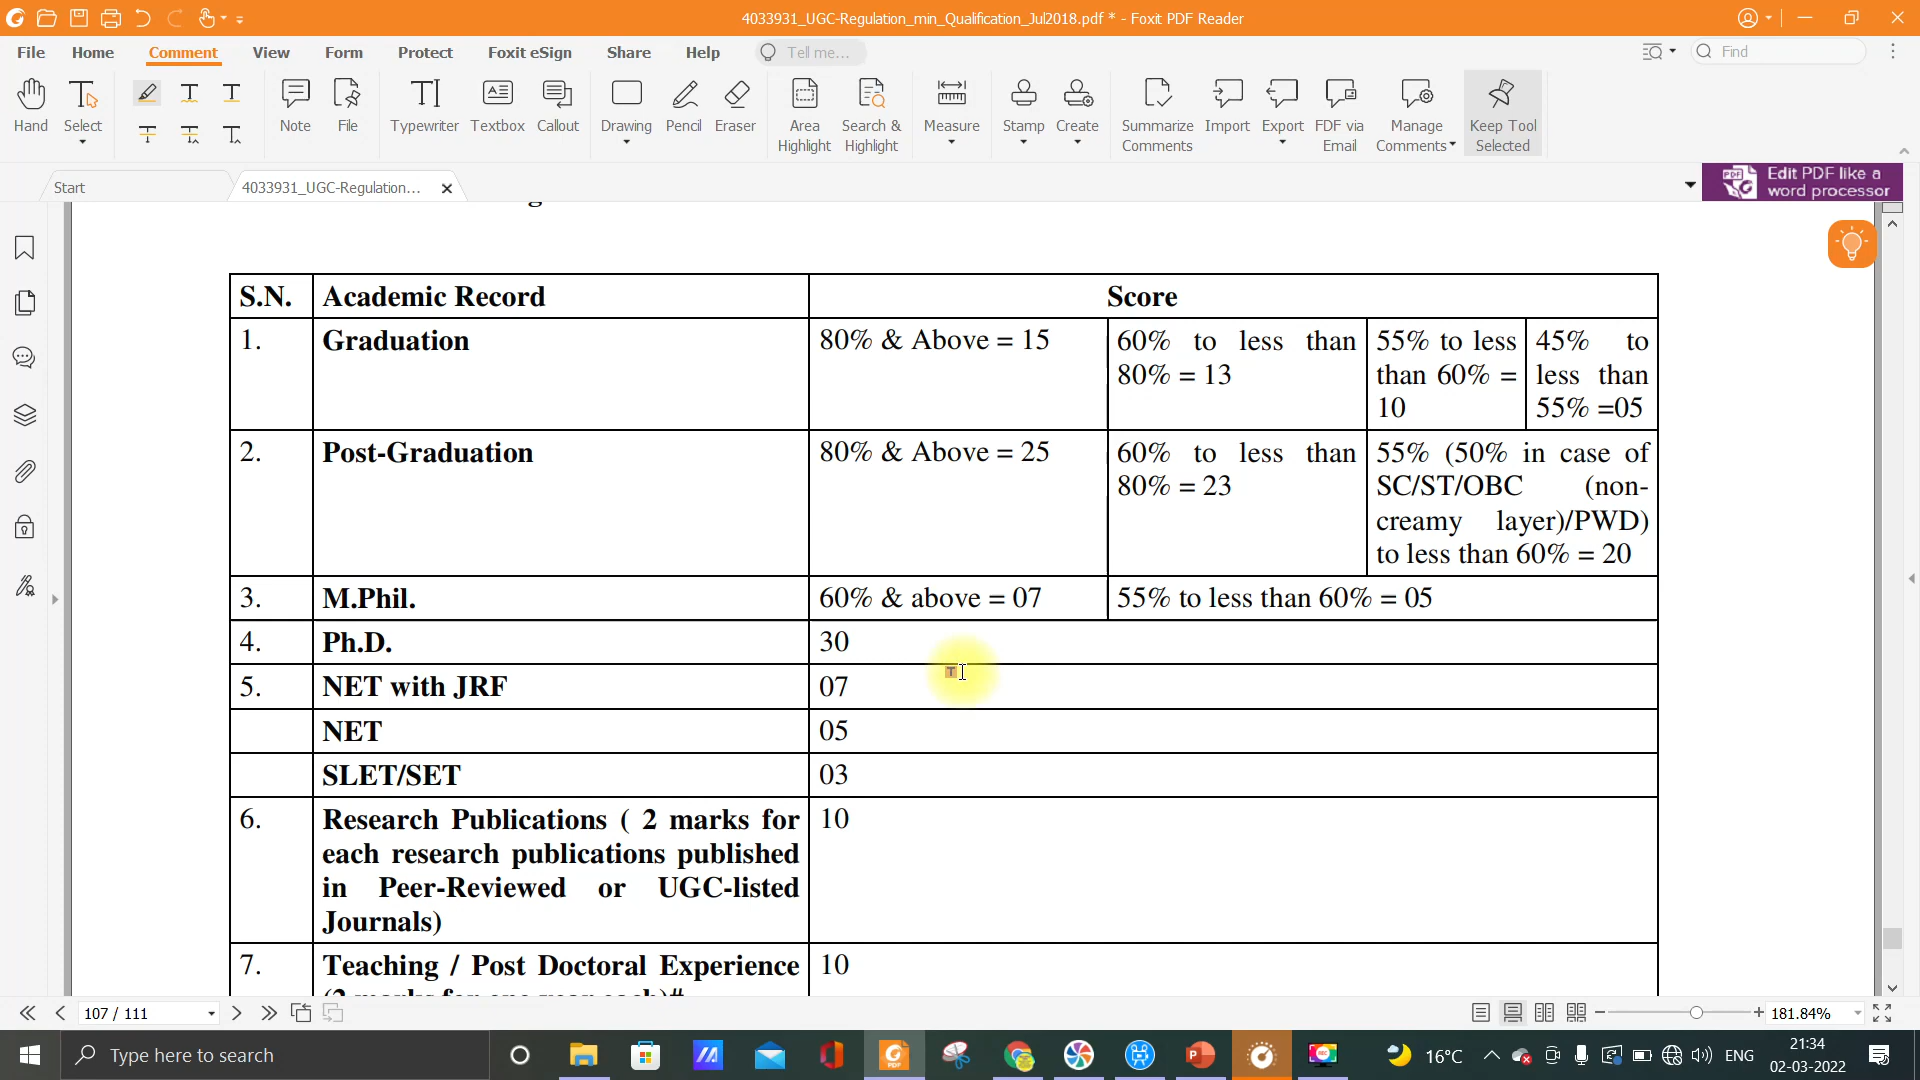 4033931_UGC-Regulation_min_Qualification_Jul2018.pdf * - Foxit PDF Reader
File Home Comment View Form Protect Foxit eSign Share Help Tell me... Find
Hand Select Note File Typewriter Textbox Callout Drawing Pencil Eraser Area Highlight Search & Highlight Measure Stamp Create Summarize Comments Import Export FDF via Email Manage Comments Keep Tool Selected
Start 4033931_UGC-Regulation...
Edit PDF like a
word processor
S.N. Academic Record Score
1. Graduation 80% & Above = 15 60% to less than 80% = 13 55% to less than 60% = 10 45% to less than 55% =05
2. Post-Graduation 80% & Above = 25 60% to less than 80% = 23 55% (50% in case of SC/ST/OBC (non-creamy layer)/PWD) to less than 60% = 20
3. M.Phil. 60% & above = 07 55% to less than 60% = 05
4. Ph.D. 30
5. NET with JRF 07
NET 05
SLET/SET 03
6. Research Publications ( 2 marks for 10
each research publications published
in Peer-Reviewed or UGC-listed
Journals)
7. Teaching / Post Doctoral Experience 10
(2 marks for one year each)#
107 / 111 181.84%
Type here to search 16°C ENG 21:34
02-03-2022